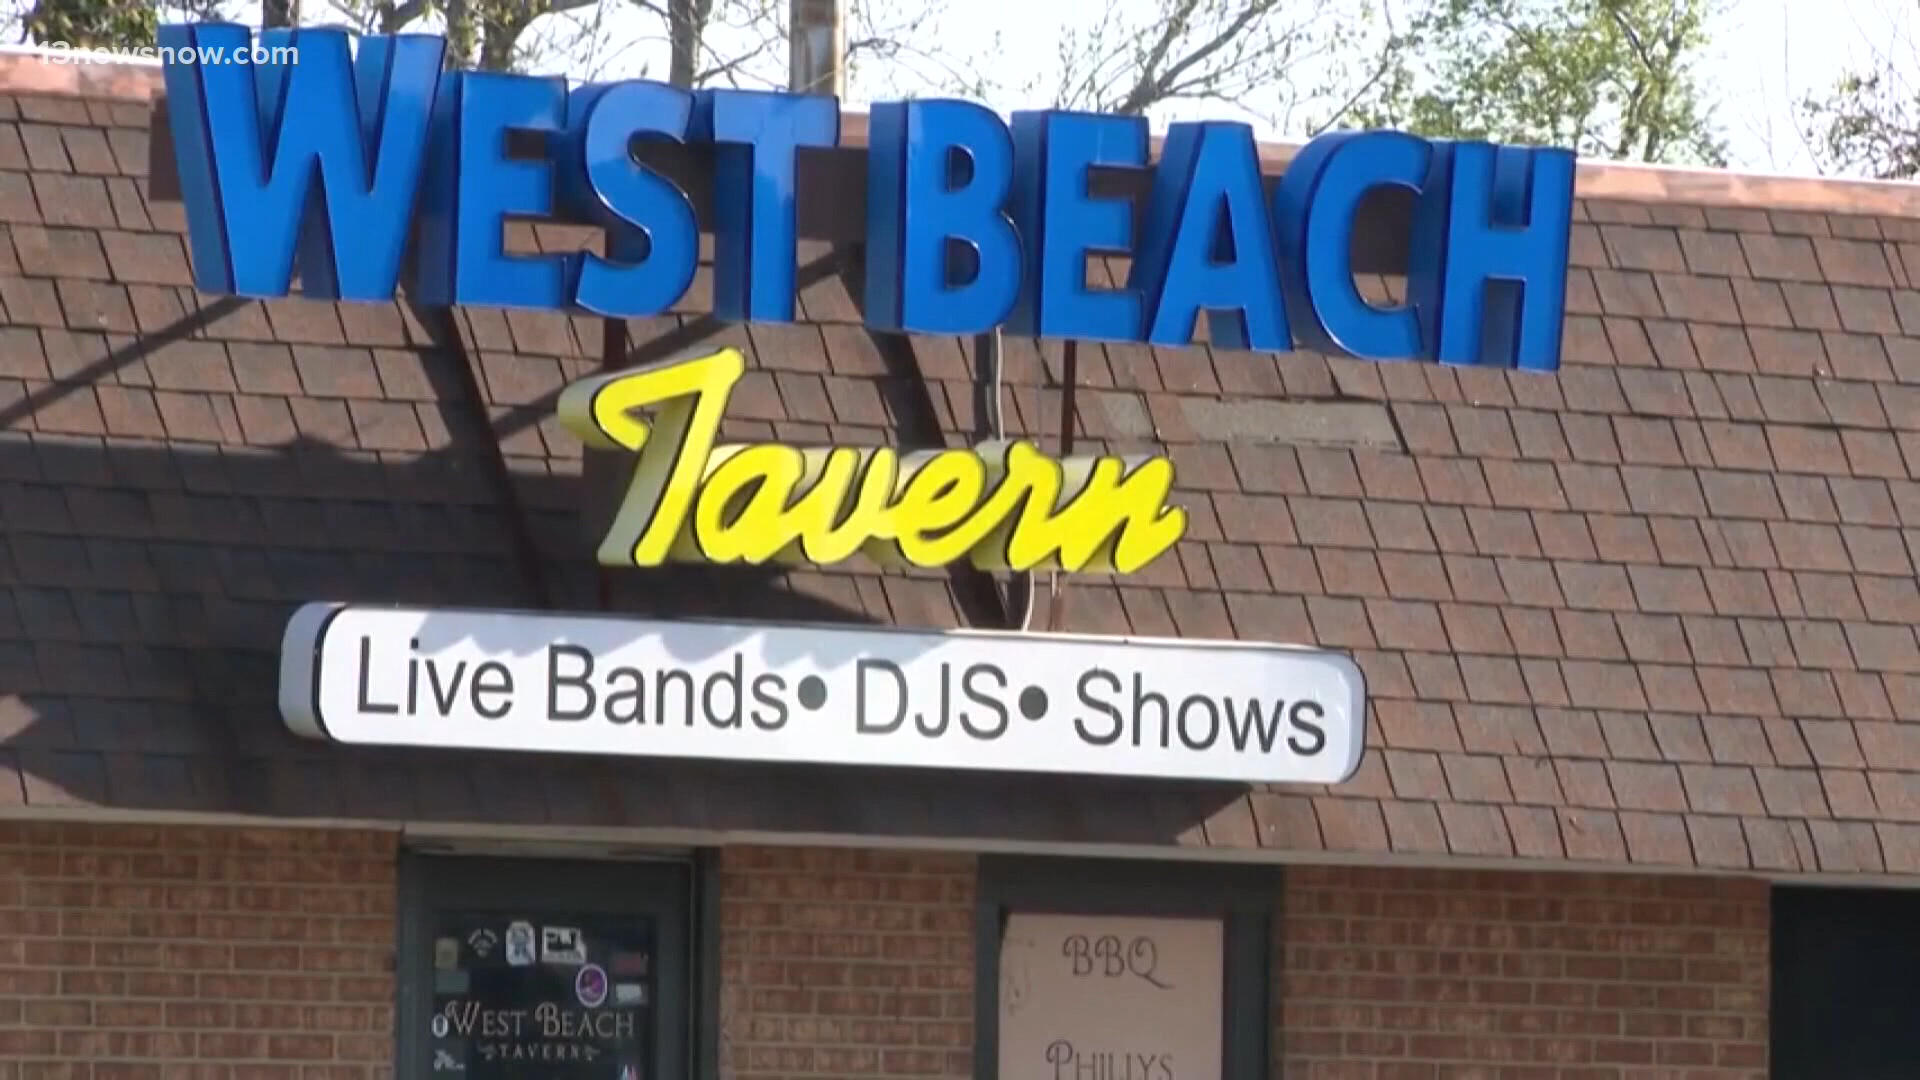 13newsnow.com
WEST BEACH
Tavern
Live Bands• DJS• Shows
WEST BEACH
TAVERN
BBQ
PHILLYS